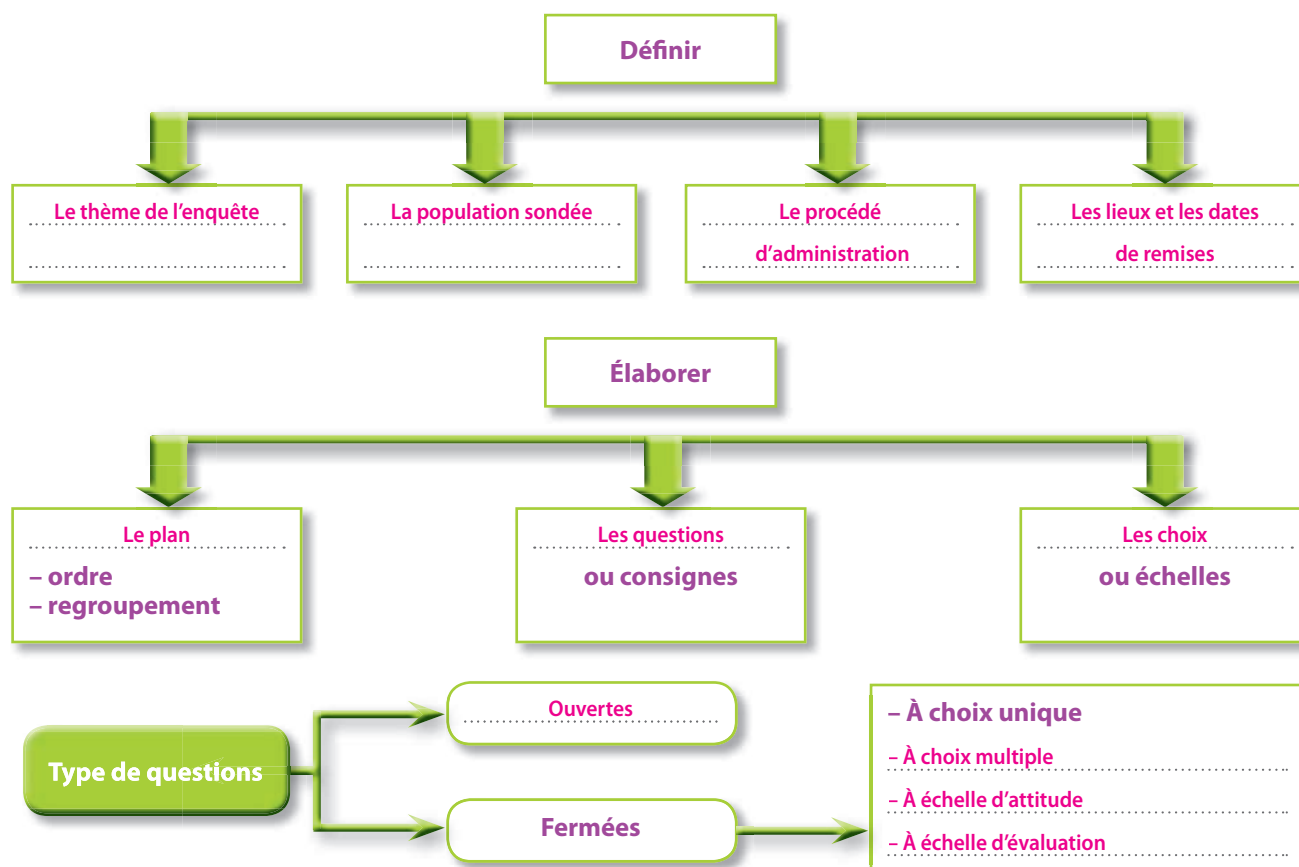 Définir
Le thème de l'enquête
La population sondée
Le procédé
d'administration
Les lieux et les dates
de remises
Élaborer
Le plan
– ordre
– regroupement
Les questions
ou consignes
Les choix
ou échelles
Type de questions
Ouvertes
Fermées
– À choix unique
– À choix multiple
– À échelle d'attitude
– À échelle d'évaluation